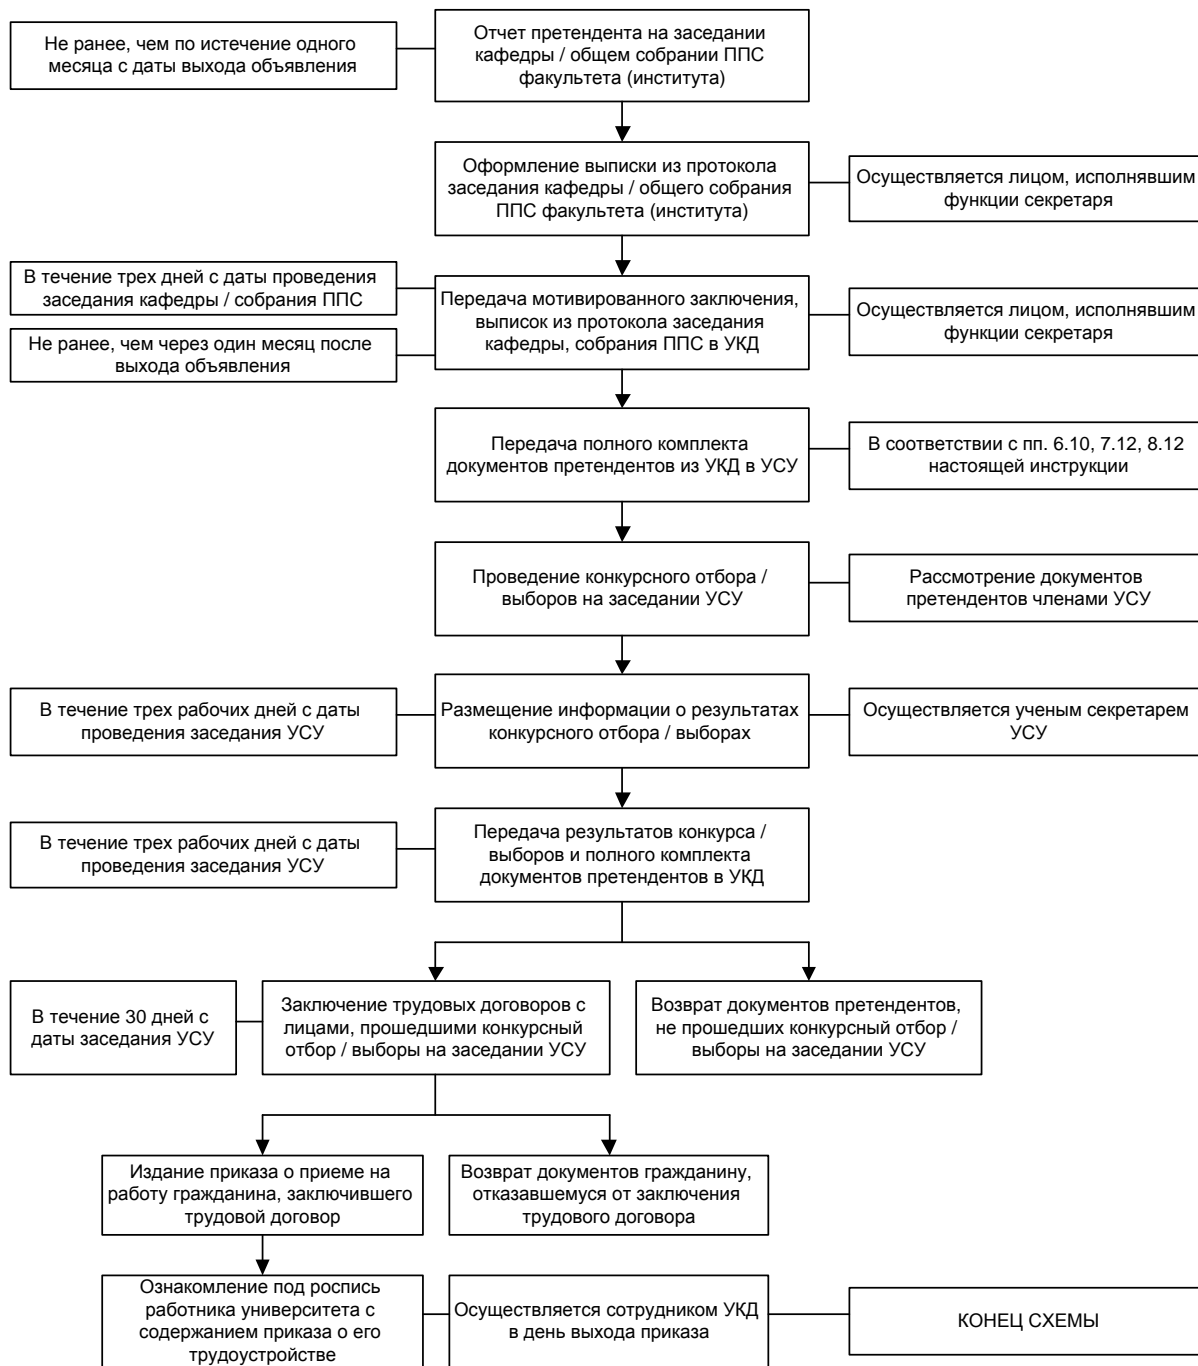 Не ранее, чем по истечение одного
месяца с даты выхода объявления
Отчет претендента на заседании
кафедры / общем собрании ППС
факультета (института)
Оформление выписки из протокола
заседания кафедры / общего собрания
ППС факультета (института)
Осуществляется лицом, исполнявшим
функции секретаря
В течение трех дней с даты проведения
заседания кафедры / собрания ППС
Не ранее, чем через один месяц после
выхода объявления
Передача мотивированного заключения,
выписок из протокола заседания
кафедры, собрания ППС в УКД
Осуществляется лицом, исполнявшим
функции секретаря
Передача полного комплекта
документов претендентов из УКД в УСУ
В соответствии с пп. 6.10, 7.12, 8.12
настоящей инструкции
Проведение конкурсного отбора /
выборов на заседании УСУ
Рассмотрение документов
претендентов членами УСУ
В течение трех рабочих дней с даты
проведения заседания УСУ
Размещение информации о результатах
конкурсного отбора / выборах
Осуществляется ученым секретарем
УСУ
В течение трех рабочих дней с даты
проведения заседания УСУ
Передача результатов конкурса /
выборов и полного комплекта
документов претендентов в УКД
В течение 30 дней с
даты заседания УСУ
Заключение трудовых договоров с
лицами, прошедшими конкурсный
отбор / выборы на заседании УСУ
Возврат документов претендентов,
не прошедших конкурсный отбор /
выборы на заседании УСУ
Издание приказа о приеме на
работу гражданина, заключившего
трудовой договор
Возврат документов гражданину,
отказавшемуся от заключения
трудового договора
Ознакомление под роспись
работника университета с
содержанием приказа о его
трудоустройстве
Осуществляется сотрудником УКД
в день выхода приказа
КОНЕЦ СХЕМЫ